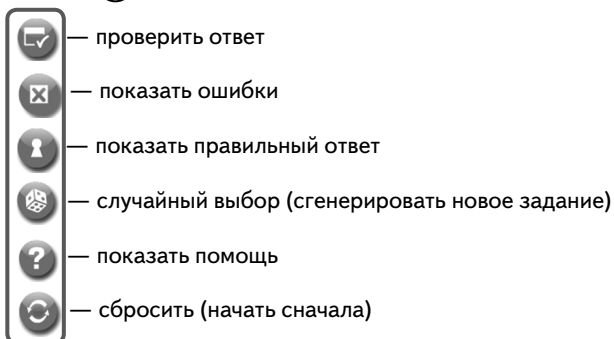 — проверить ответ
— показать ошибки
— показать правильный ответ
— случайный выбор (сгенерировать новое задание)
? — показать помощь
— сбросить (начать сначала)